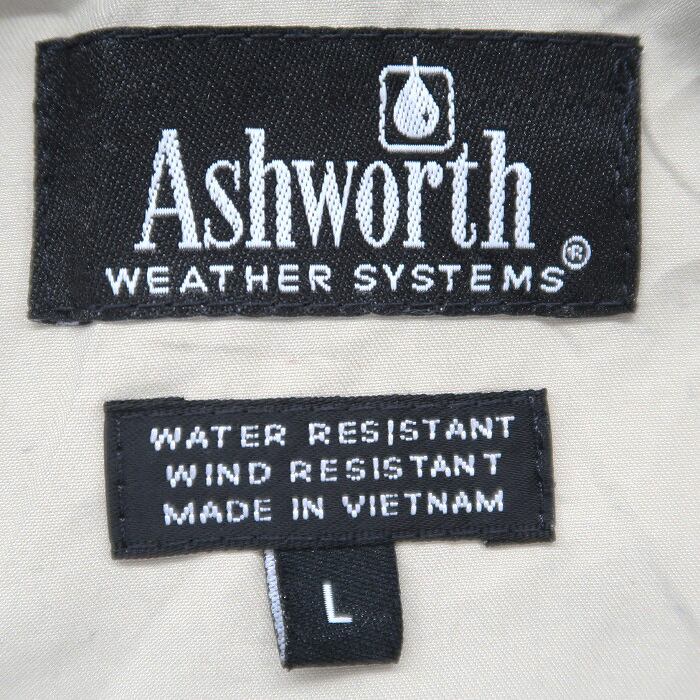 Ashworth
WEATHER SYSTEMS®
WATER RESISTANT
WIND RESISTANT
MADE IN VIETNAM
L